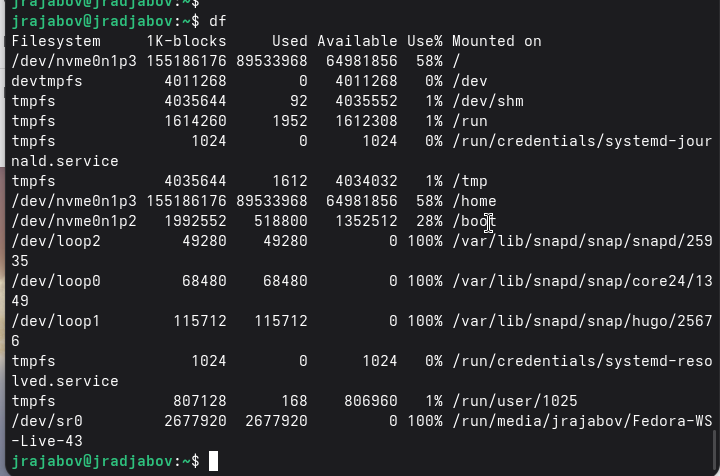 jrajabov@jradjabov:~$
jrajabov@jradjabov:~$ df
Filesystem     1K-blocks     Used Available Use% Mounted on
/dev/nvme0n1p3 155186176 89533968  64981856  58% /
devtmpfs         4011268        0   4011268   0% /dev
tmpfs            4035644       92   4035552   1% /dev/shm
tmpfs            1614260     1952   1612308   1% /run
tmpfs               1024        0      1024   0% /run/credentials/systemd-jour
nald.service
tmpfs            4035644     1612   4034032   1% /tmp
/dev/nvme0n1p3 155186176 89533968  64981856  58% /home
/dev/nvme0n1p2   1992552   518800   1352512  28% /boot
/dev/loop2         49280    49280         0 100% /var/lib/snapd/snap/snapd/259
35
/dev/loop0         68480    68480         0 100% /var/lib/snapd/snap/core24/13
49
/dev/loop1        115712   115712         0 100% /var/lib/snapd/snap/hugo/2567
6
tmpfs               1024        0      1024   0% /run/credentials/systemd-reso
lved.service
tmpfs             807128      168    806960   1% /run/user/1025
/dev/sr0         2677920  2677920         0 100% /run/media/jrajabov/Fedora-WS
-Live-43
jrajabov@jradjabov:~$